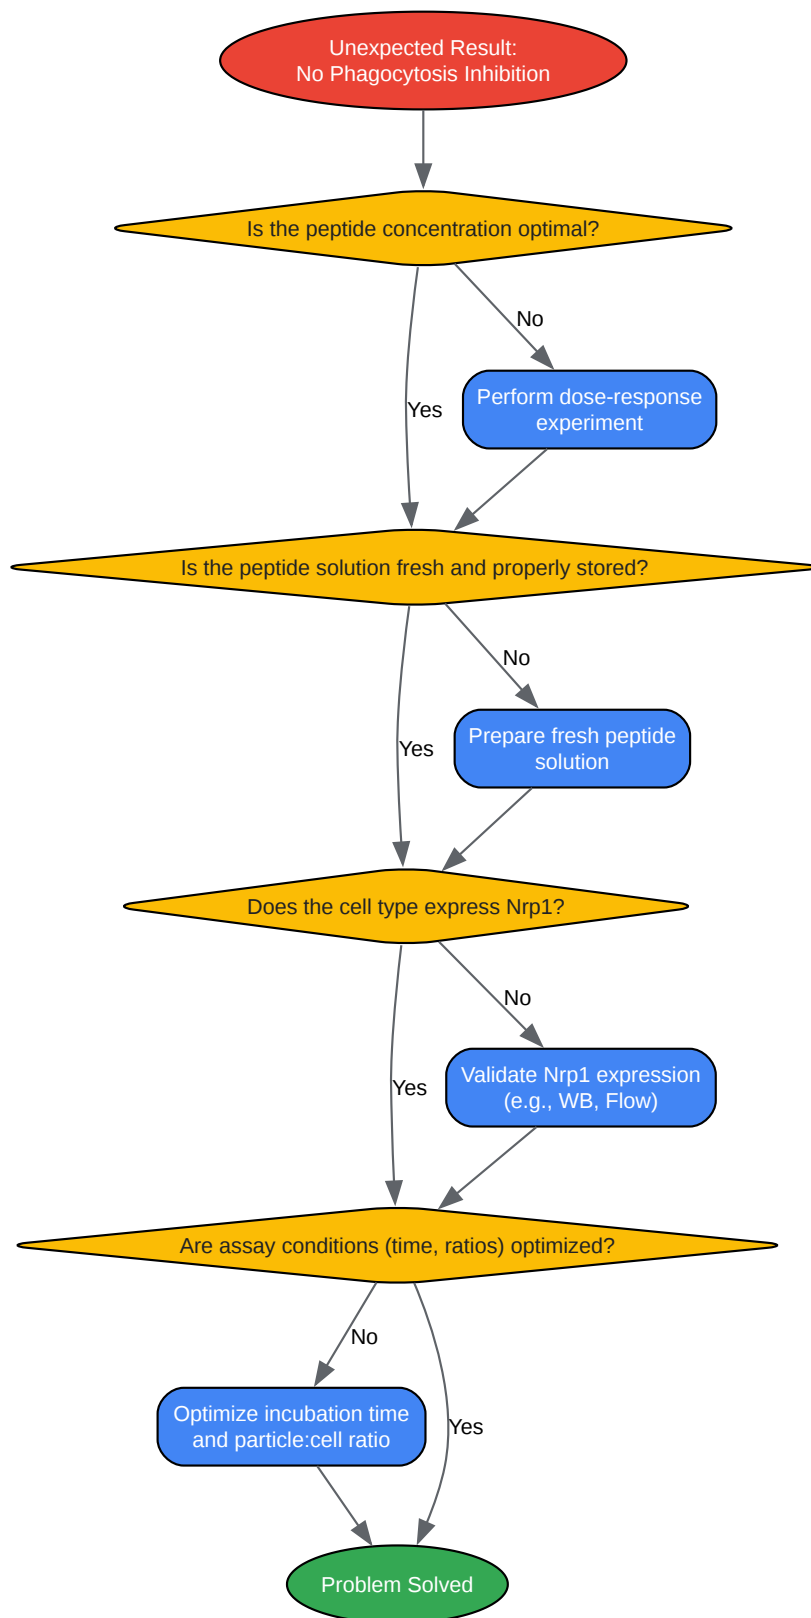 Unexpected Result:
No Phagocytosis Inhibition
Is the peptide concentration optimal?
No
Yes
Perform dose-response
experiment
Is the peptide solution fresh and properly stored?
No
Yes
Prepare fresh peptide
solution
Does the cell type express Nrp1?
No
Yes
Validate Nrp1 expression
(e.g., WB, Flow)
Are assay conditions (time, ratios) optimized?
No
Optimize incubation time
and particle:cell ratio
Yes
Problem Solved